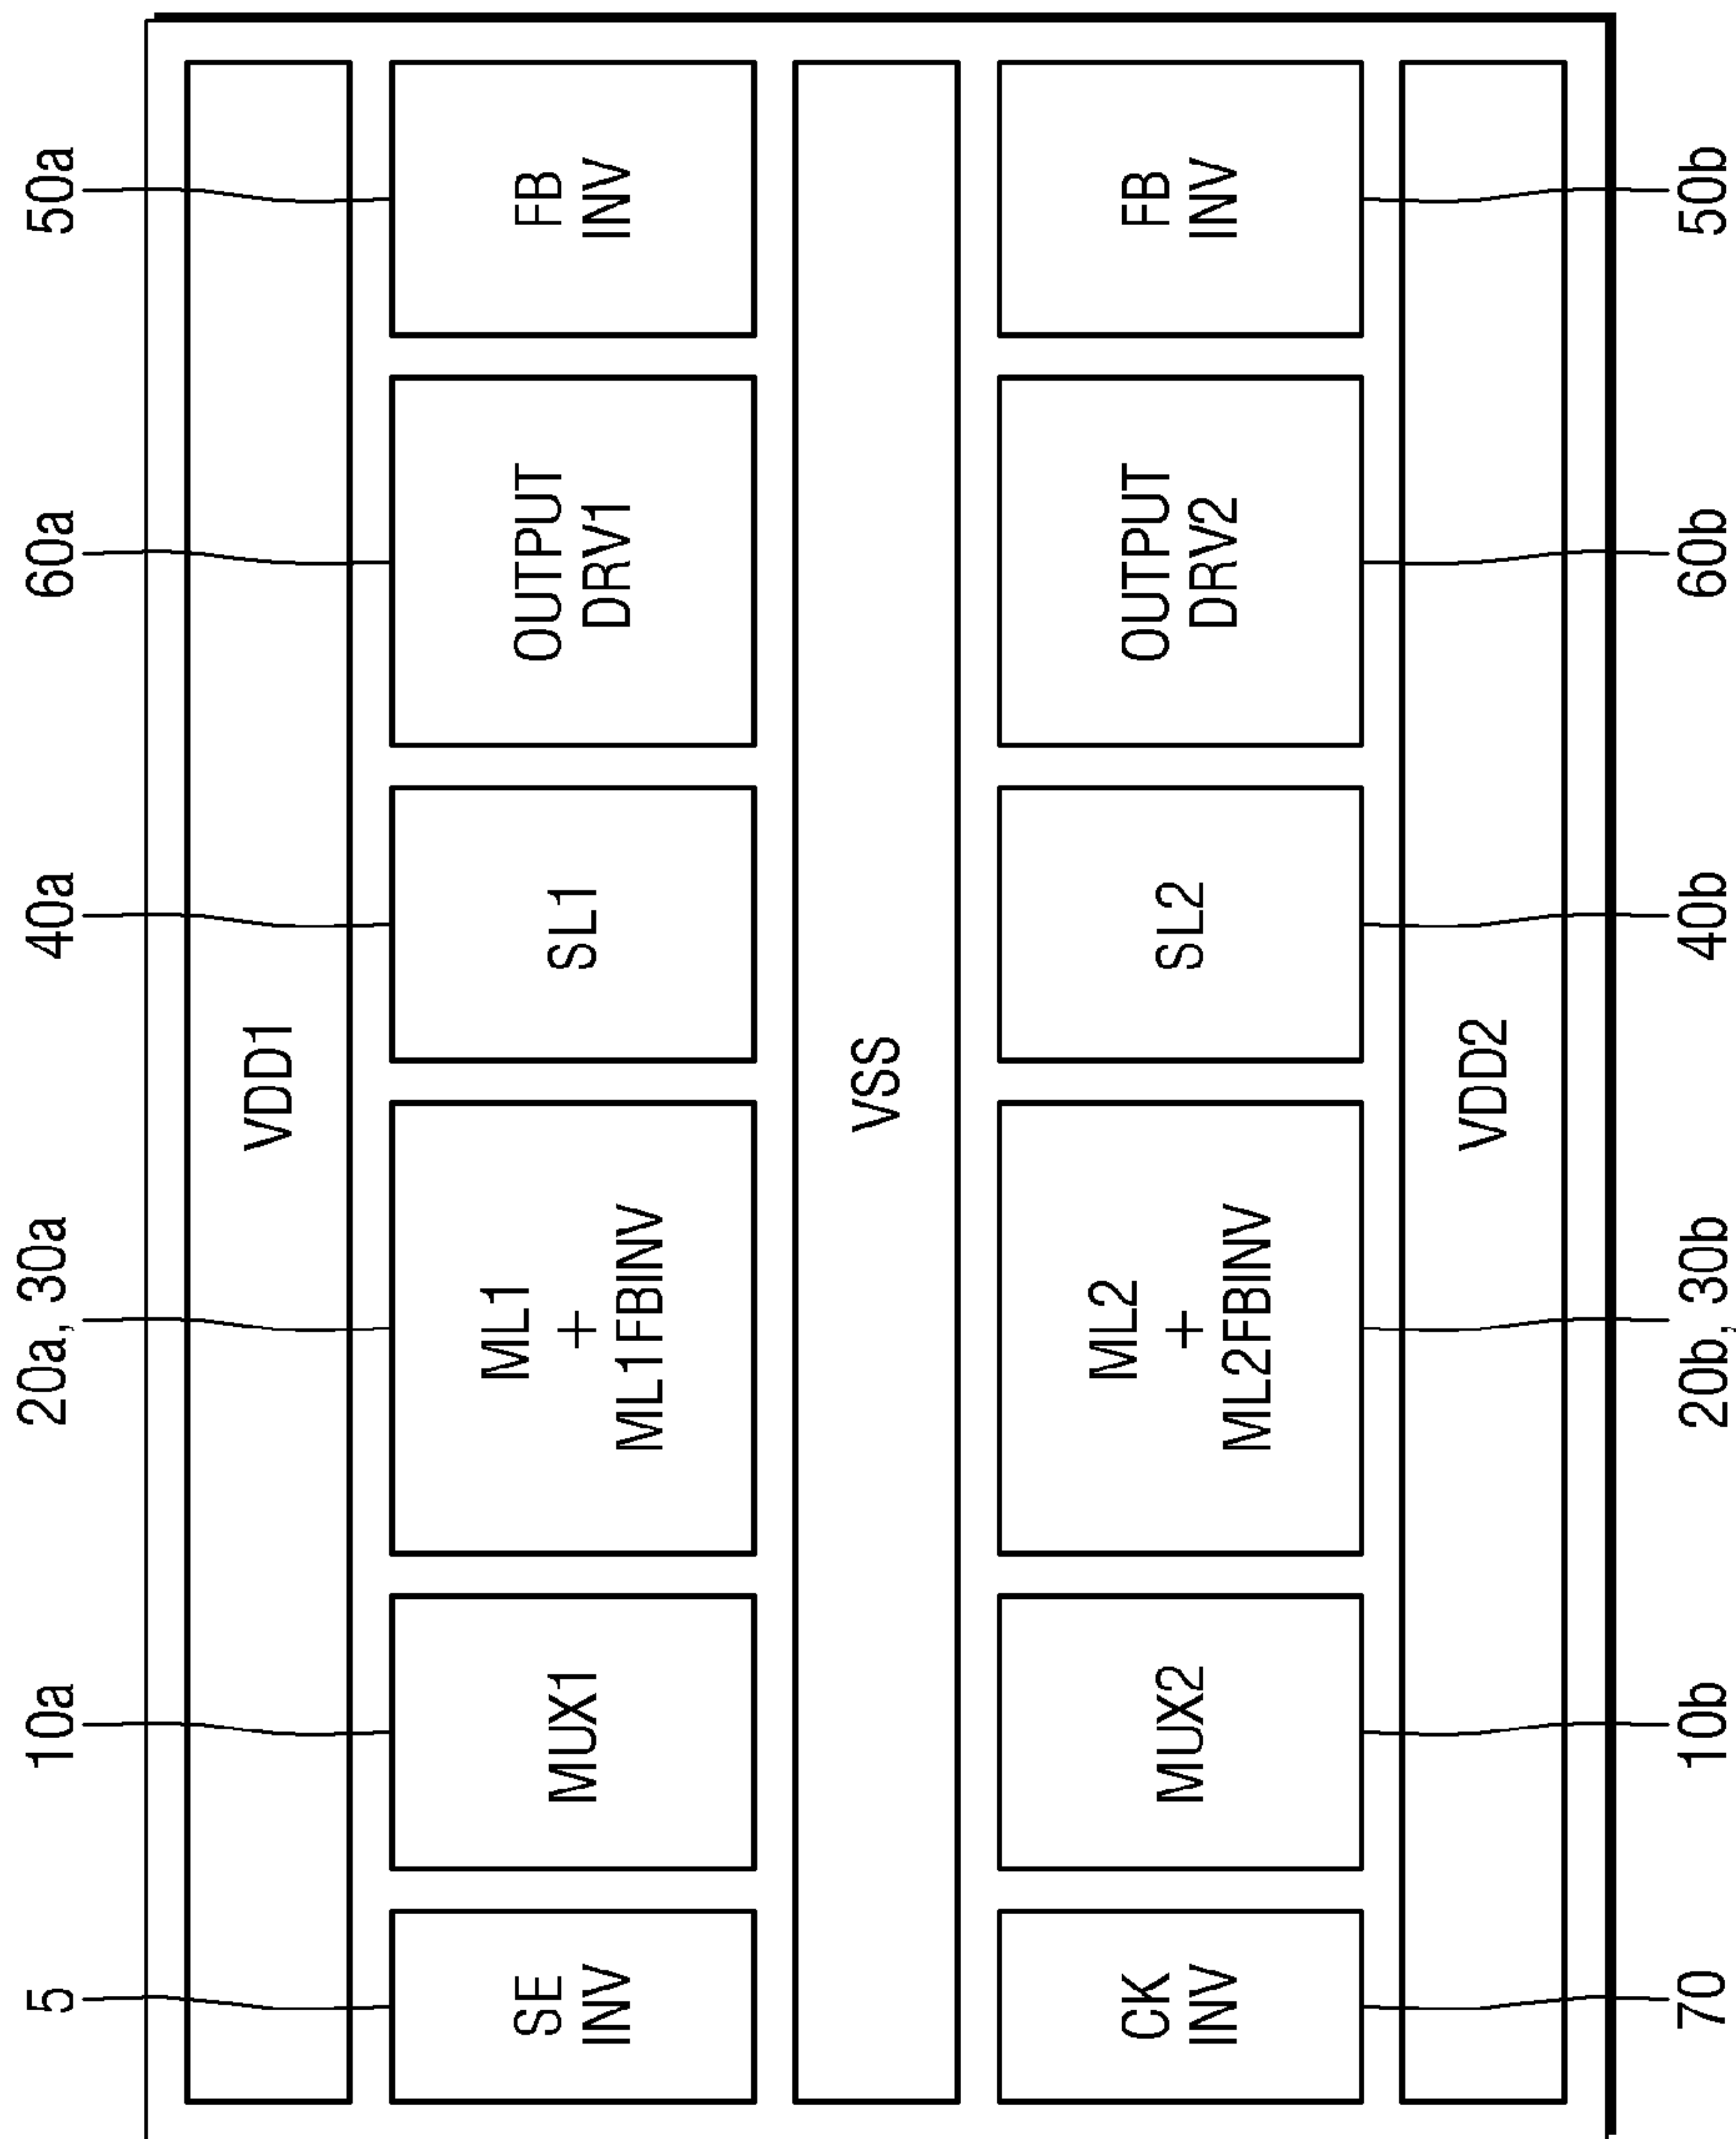 5
10a
20a, 30a
40a
60a
50a
VDD1
SE
INV
MUX1
ML1
+
ML1FBINV
SL1
OUTPUT
DRV1
FB
INV
VSS
CK
INV
MUX2
ML2
+
ML2FBINV
SL2
OUTPUT
DRV2
FB
INV
VDD2
70
10b
20b, 30b
40b
60b
50b